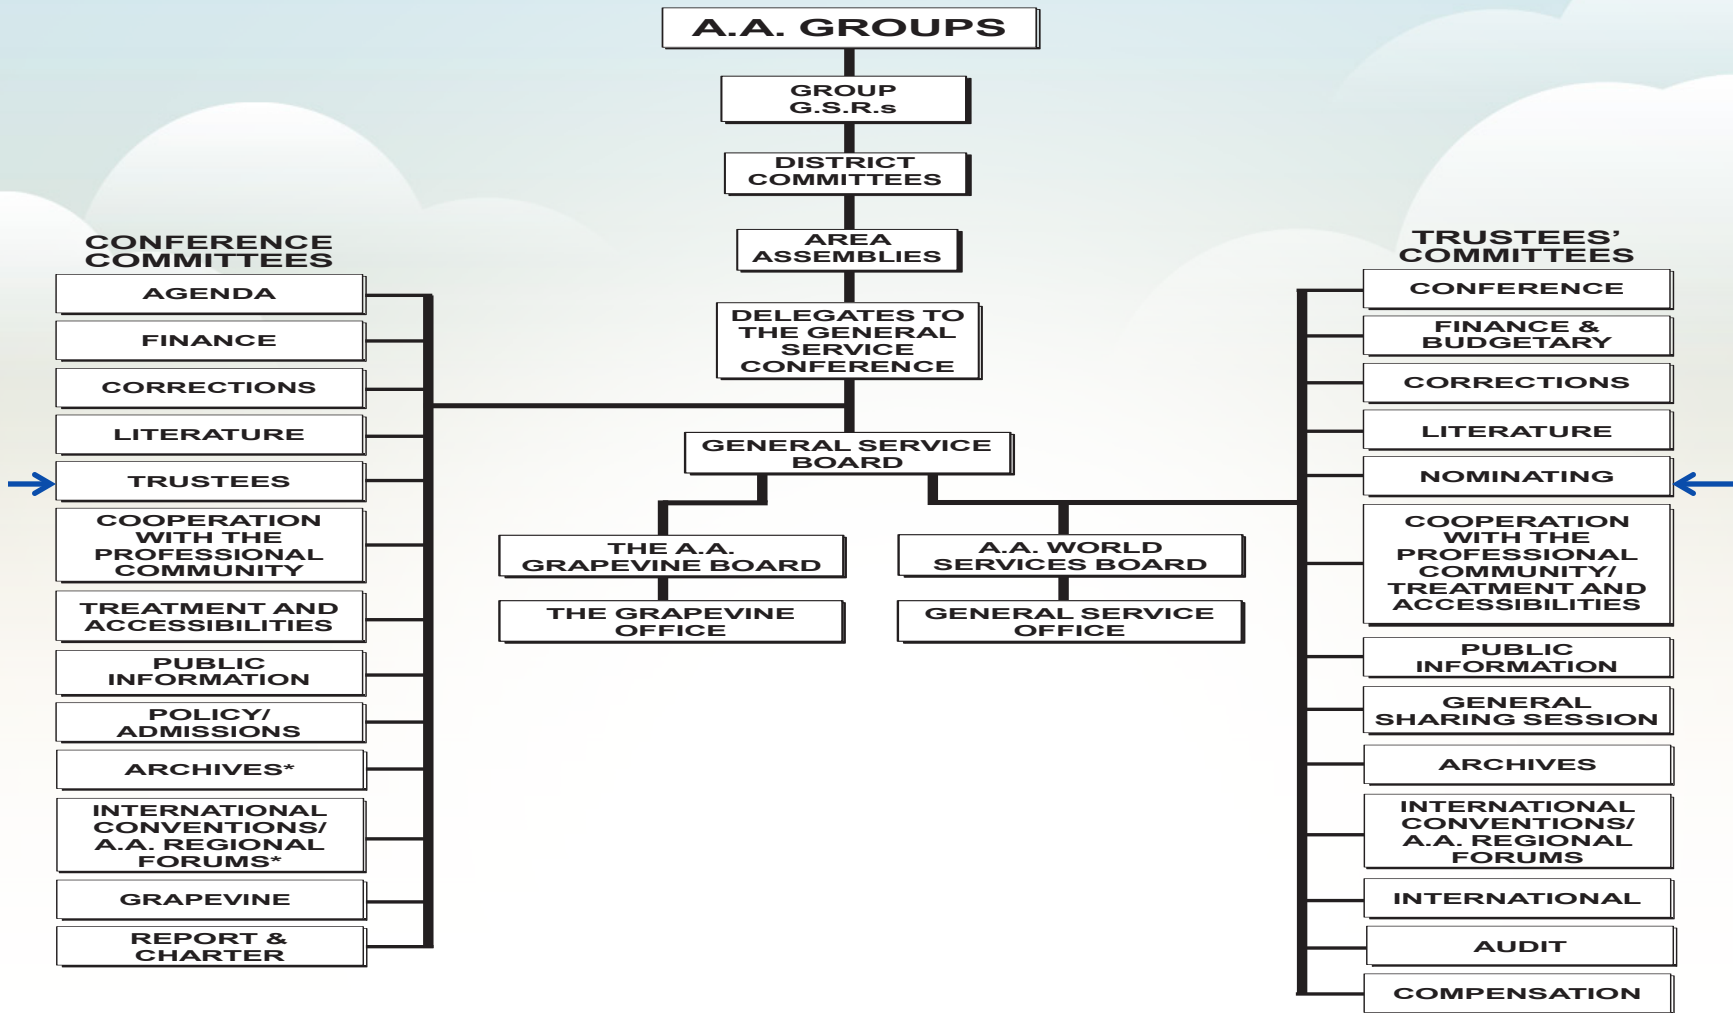 A.A. GROUPS
GROUP
G.S.R.s
DISTRICT
COMMITTEES
AREA
ASSEMBLIES
DELEGATES TO
THE GENERAL
SERVICE
CONFERENCE
GENERAL SERVICE
BOARD
THE A.A.
GRAPEVINE BOARD
THE GRAPEVINE
OFFICE
A.A. WORLD
SERVICES BOARD
GENERAL SERVICE
OFFICE
CONFERENCE
COMMITTEES
AGENDA
FINANCE
CORRECTIONS
LITERATURE
TRUSTEES
COOPERATION
WITH THE
PROFESSIONAL
COMMUNITY
TREATMENT AND
ACCESSIBILITIES
PUBLIC
INFORMATION
POLICY/
ADMISSIONS
ARCHIVES*
INTERNATIONAL
CONVENTIONS/
A.A. REGIONAL
FORUMS*
GRAPEVINE
REPORT &
CHARTER
TRUSTEES’
COMMITTEES
CONFERENCE
FINANCE &
BUDGETARY
CORRECTIONS
LITERATURE
NOMINATING
COOPERATION
WITH THE
PROFESSIONAL
COMMUNITY/
TREATMENT AND
ACCESSIBILITIES
PUBLIC
INFORMATION
GENERAL
SHARING SESSION
ARCHIVES
INTERNATIONAL
CONVENTIONS/
A.A. REGIONAL
FORUMS
INTERNATIONAL
AUDIT
COMPENSATION